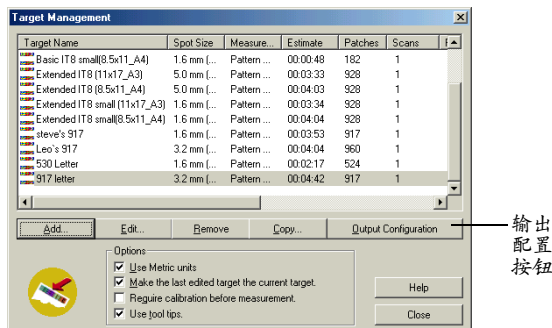 Target Management
Target Name Spot Size Measure... Estimate Patches Scans
Basic IT8 small(8.5x11_A4) 1.6 mm (... Pattern ... 00:00:48 182 1
Extended IT8 (11x17_A3) 5.0 mm (... Pattern ... 00:03:33 928 1
Extended IT8 (8.5x11_A4) 5.0 mm (... Pattern ... 00:04:03 928 1
Extended IT8 small (11x17_A3) 1.6 mm (... Pattern ... 00:03:34 928 1
Extended IT8 small(8.5x11_A4) 1.6 mm (... Pattern ... 00:04:04 928 1
steve's 917 1.6 mm (... Pattern ... 00:03:53 917 1
Leo's 917 3.2 mm (... Pattern ... 00:04:04 960 1
530 Letter 1.6 mm (... Pattern ... 00:02:17 524 1
917 letter 3.2 mm (... Pattern ... 00:04:42 917 1
Add... Edit... Remove Copy... Output Configuration
输出
配置
按钮
Options
Use Metric units
Make the last edited target the current target.
Require calibration before measurement.
Use tool tips.
Help
Close